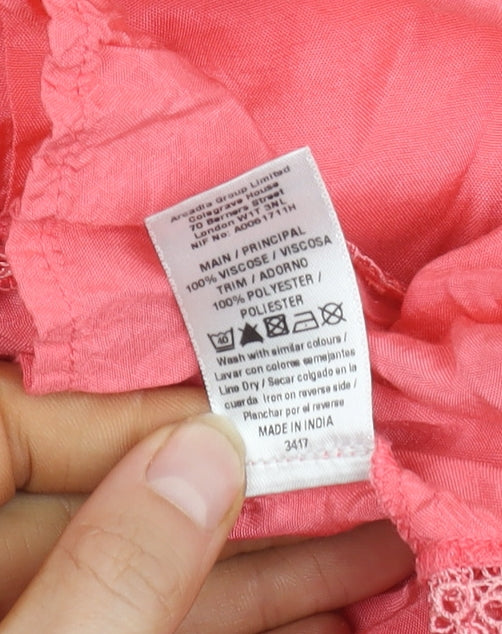 Arcadia Group Limited
Colegrave House
70 Berners Street
London W1T 3NL
NIF No: A0061711H
MAIN / PRINCIPAL
100% VISCOSE / VISCOSA
TRIM / ADORNO
100% POLYESTER /
POLIESTER
40
Wash with similar colours /
Lavar con colores semejantes
Line Dry / Secar colgado en la
cuerda Iron on reverse side /
Planchar por el reverse
MADE IN INDIA
3417